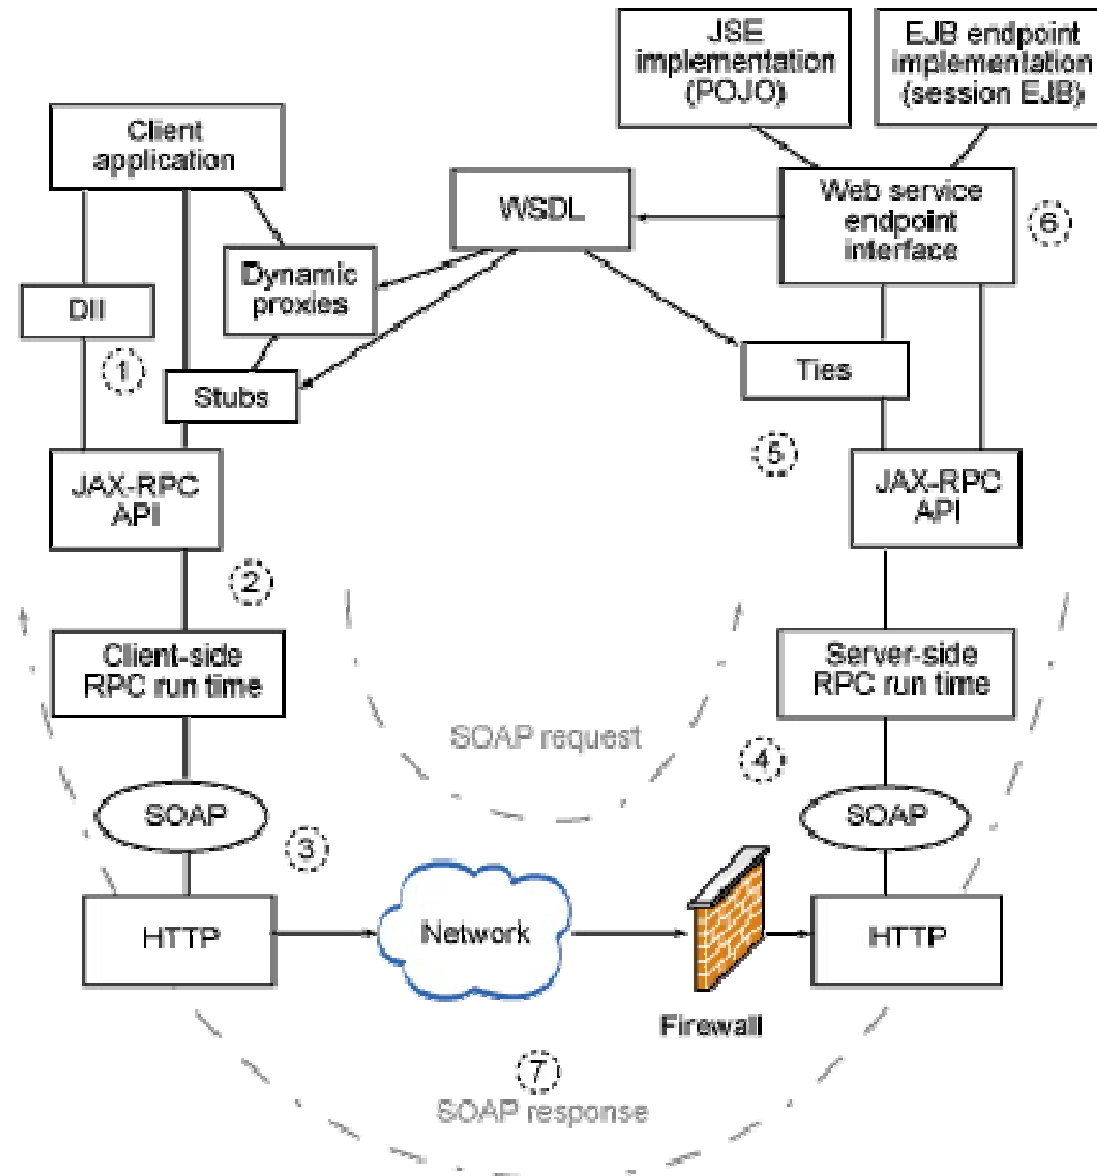 JSE
implementation
(POJO)
EJB endpoint
implementation
(session EJB)
Client
application
WSDL
Web service
endpoint
interface
6
Dynamic
proxies
DII
1
Stubs
Ties
5
JAX-RPC
API
JAX-RPC
API
2
Client-side
RPC run time
Server-side
RPC run time
SOAP request
4
SOAP
SOAP
3
HTTP
Network
HTTP
Firewall
7
SOAP response